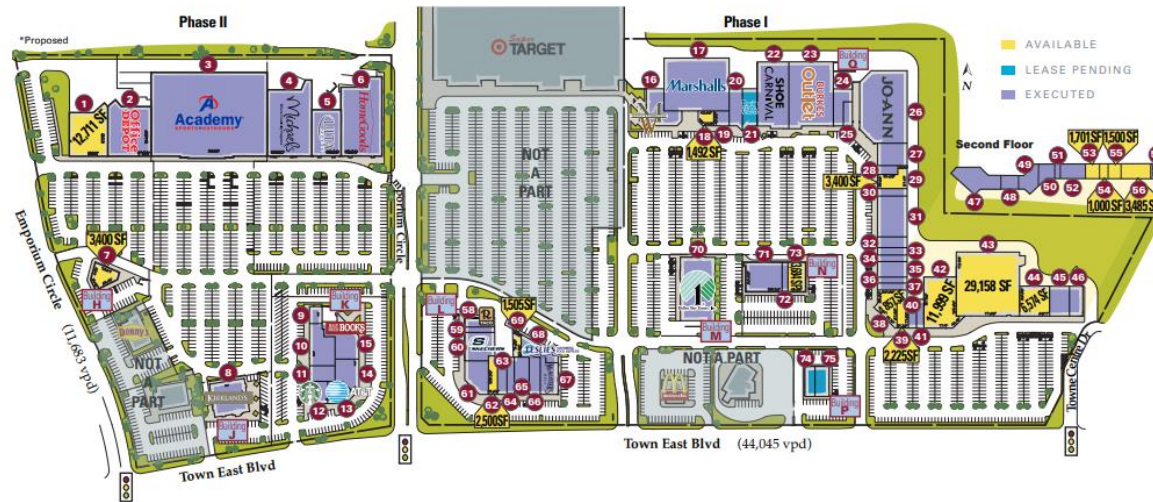 Phase II
Phase I
*Proposed
Super
TARGET
AVAILABLE
LEASE PENDING
EXECUTED
N
3
4
5
6
2
1
12,711 SF
Office
DEPOT
Academy
SPORTS+OUTDOORS
Michaels
ULTA
HomeGoods
16
17
Marshalls
20
22
SHOE
CARNIVAL
23
BURKES
OUTLET
24
Building
Q
JO-ANN
18
19
21
25
1,492 SF
26
27
28
3,400 SF
29
30
31
Second Floor
47
48
49
50
51
52
1,701 SF
53
1,500 SF
55
54
1,000 SF
56
3,485 SF
NOT
A
PART
Emporium Circle
Emporium Circle
(11,683 vpd)
3,400 SF
7
Building
H
Denny's
NOT
A
PART
8
KIRKLAND'S
Building
J
9
10
11
12
13
14
15
Building
K
BOOKS
AT&T
Building
L
58
59
60
61
62
63
64
65
66
67
68
69
1,505 SF
SKECHERS
LESLIE'S
2,500 SF
70
Building
M
71
72
73
Building
N
NOT A PART
74
75
Building
P
32
33
34
35
36
37
38
39
40
41
42
43
44
45
46
2,225 SF
11,999 SF
29,158 SF
6,574 SF
Towne Centre Dr.
Town East Blvd
Town East Blvd (44,045 vpd)